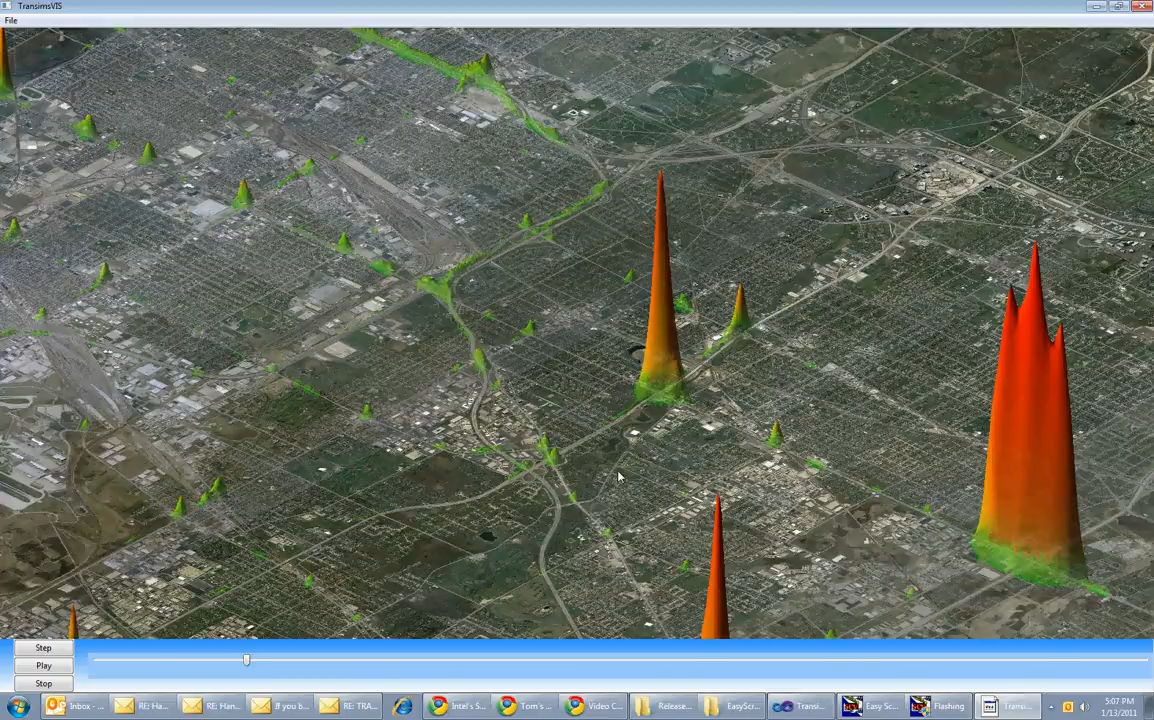 TransimsVIS
File
Step
Play
Stop
Inbox - ...
RE: Ha...
RE: Han...
If you b...
RE: TRA...
Intel's S...
Tom's ...
Video C...
Release...
EasyScr...
Transi...
Easy Sc...
Flashing
Transi...
5:07 PM
1/13/2011